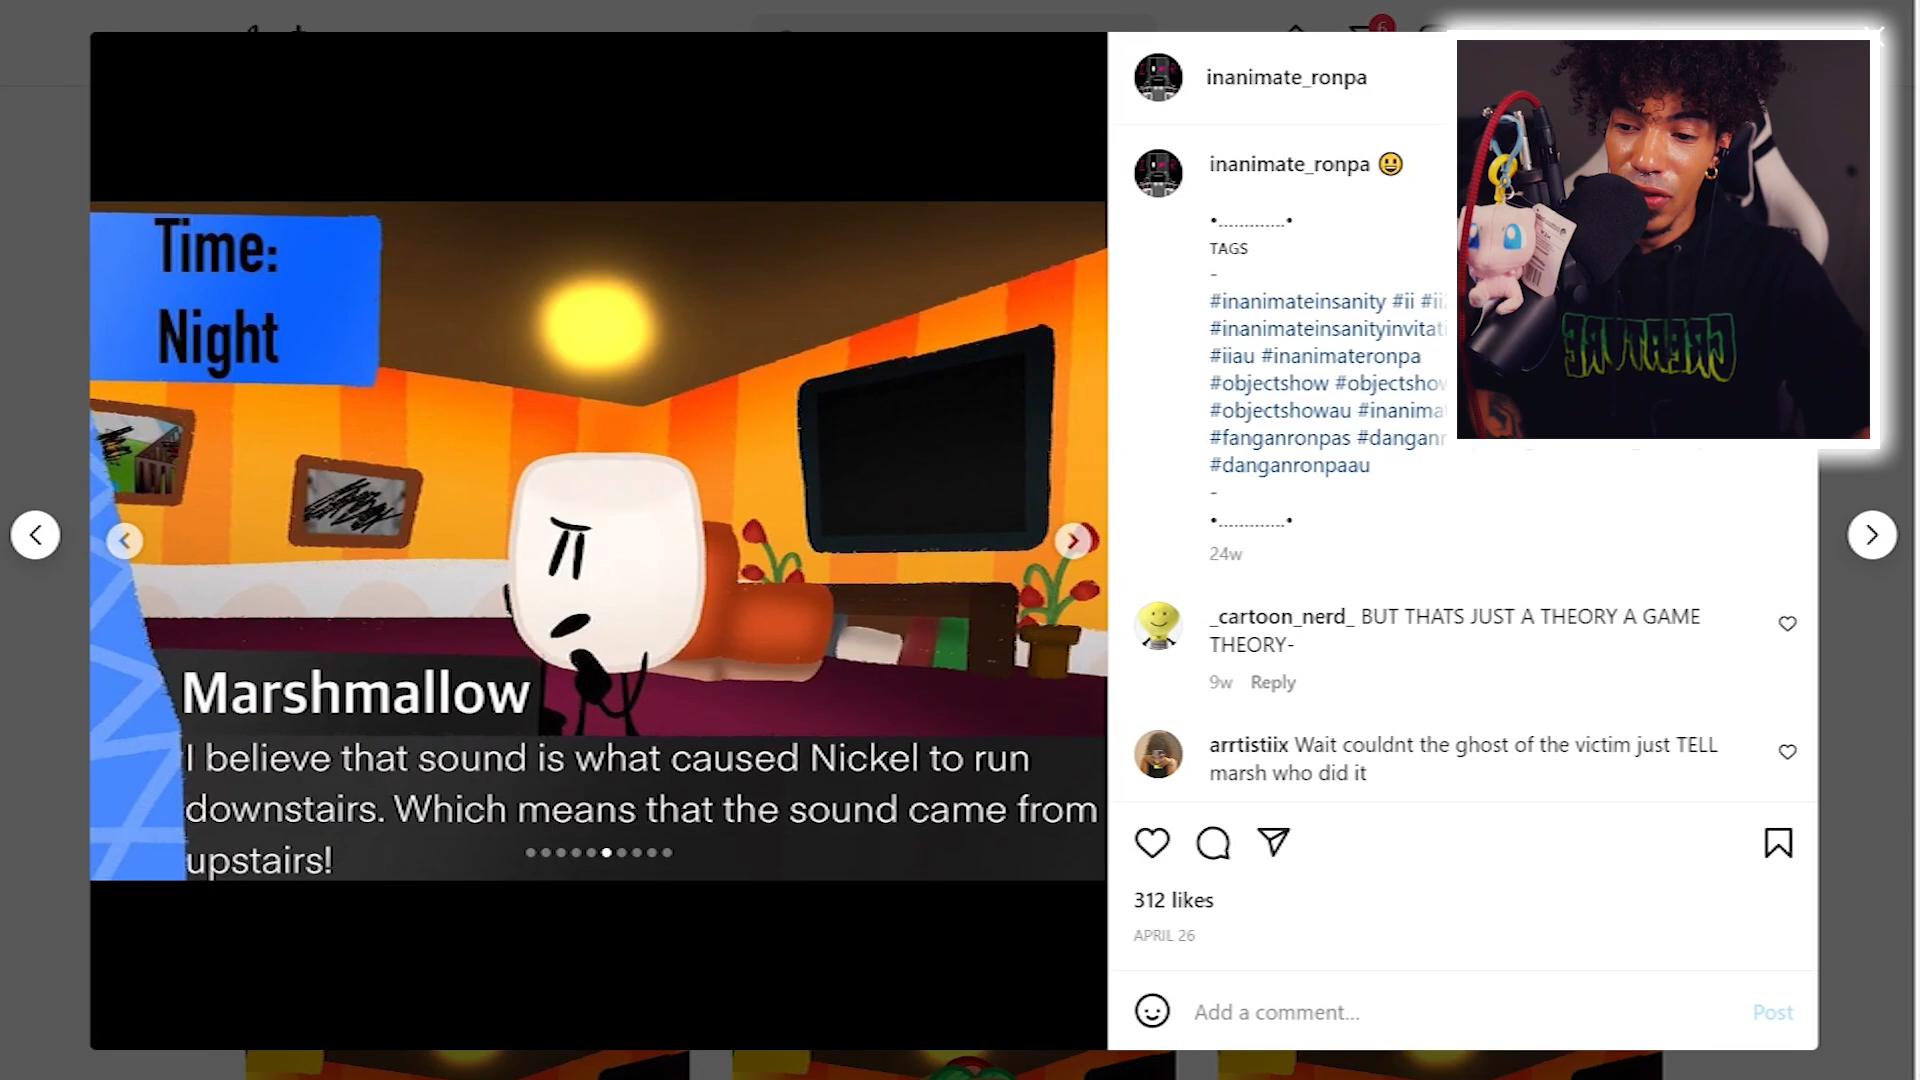 6
inanimate_ronpa
inanimate_ronpa 😃
•.............•
TAGS
-
#inanimateinsanity #ii
#inanimateinsanityinvitati
#iiau #inanimateronpa
#objectshow #objectshow
#objectshowau #inanima
#fanganronpas #danganr
#danganronpaau
-
•.............•
24w
_cartoon_nerd_ BUT THATS JUST A THEORY A GAME
THEORY-
9w Reply
arrtistiix Wait couldnt the ghost of the victim just TELL
marsh who did it
312 likes
APRIL 26
Add a comment...
Post
Time:
Night
Marshmallow
I believe that sound is what caused Nickel to run
downstairs. Which means that the sound came from
upstairs!